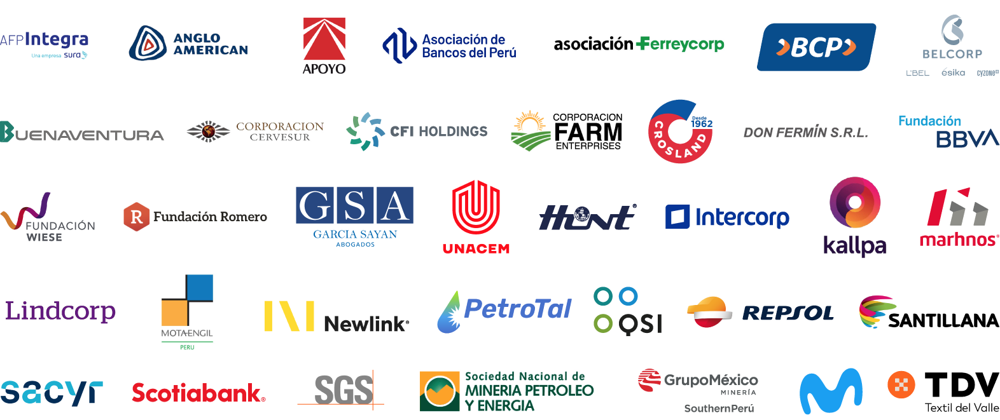 AFPIntegra
Una empresa sura
ANGLO
AMERICAN
APOYO
Asociación de
Bancos del Perú
asociación Ferreycorp
BCP
BELCORP
L'BEL ésika cyzone
BUENAVENTURA
CORPORACION
CERVESUR
CFI HOLDINGS
CORPORACION
FARM
ENTERPRISES
Desde
1962
CROSLAND
DON FERMÍN S.R.L.
Fundación
BBVA
FUNDACIÓN
WIESE
R Fundación Romero
GSA
GARCIA SAYAN
ABOGADOS
UNACEM
Hunt®
Intercorp
kallpa
marhnos®
Lindcorp
MOTA-ENGIL
PERU
Newlink®
PetroTal
QSI
REPSOL
SANTILLANA
sacyr
Scotiabank®
SGS
Sociedad Nacional de
MINERIA PETROLEO
Y ENERGIA
GrupoMéxico
MINERÍA
SouthernPerú
TDV
Textil del Valle